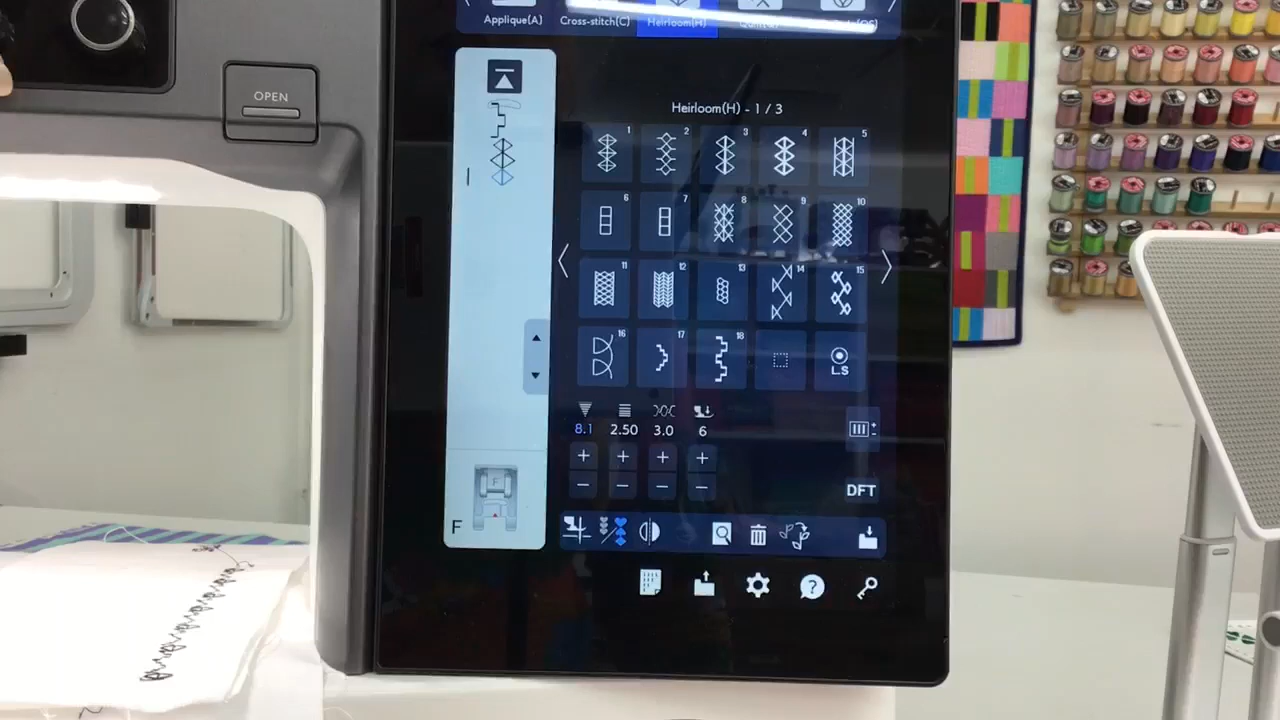 Applique(A) Cross-stitch(C) Heirloom(H)
OPEN
Heirloom(H) - 1 / 3
1 2 3 4 5
6 7 8 9 10
11 12 13 14 15
16 17 18
L.S
8.1 2.50 3.0 6
+ + + +
− − − −
DFT
F
F
?